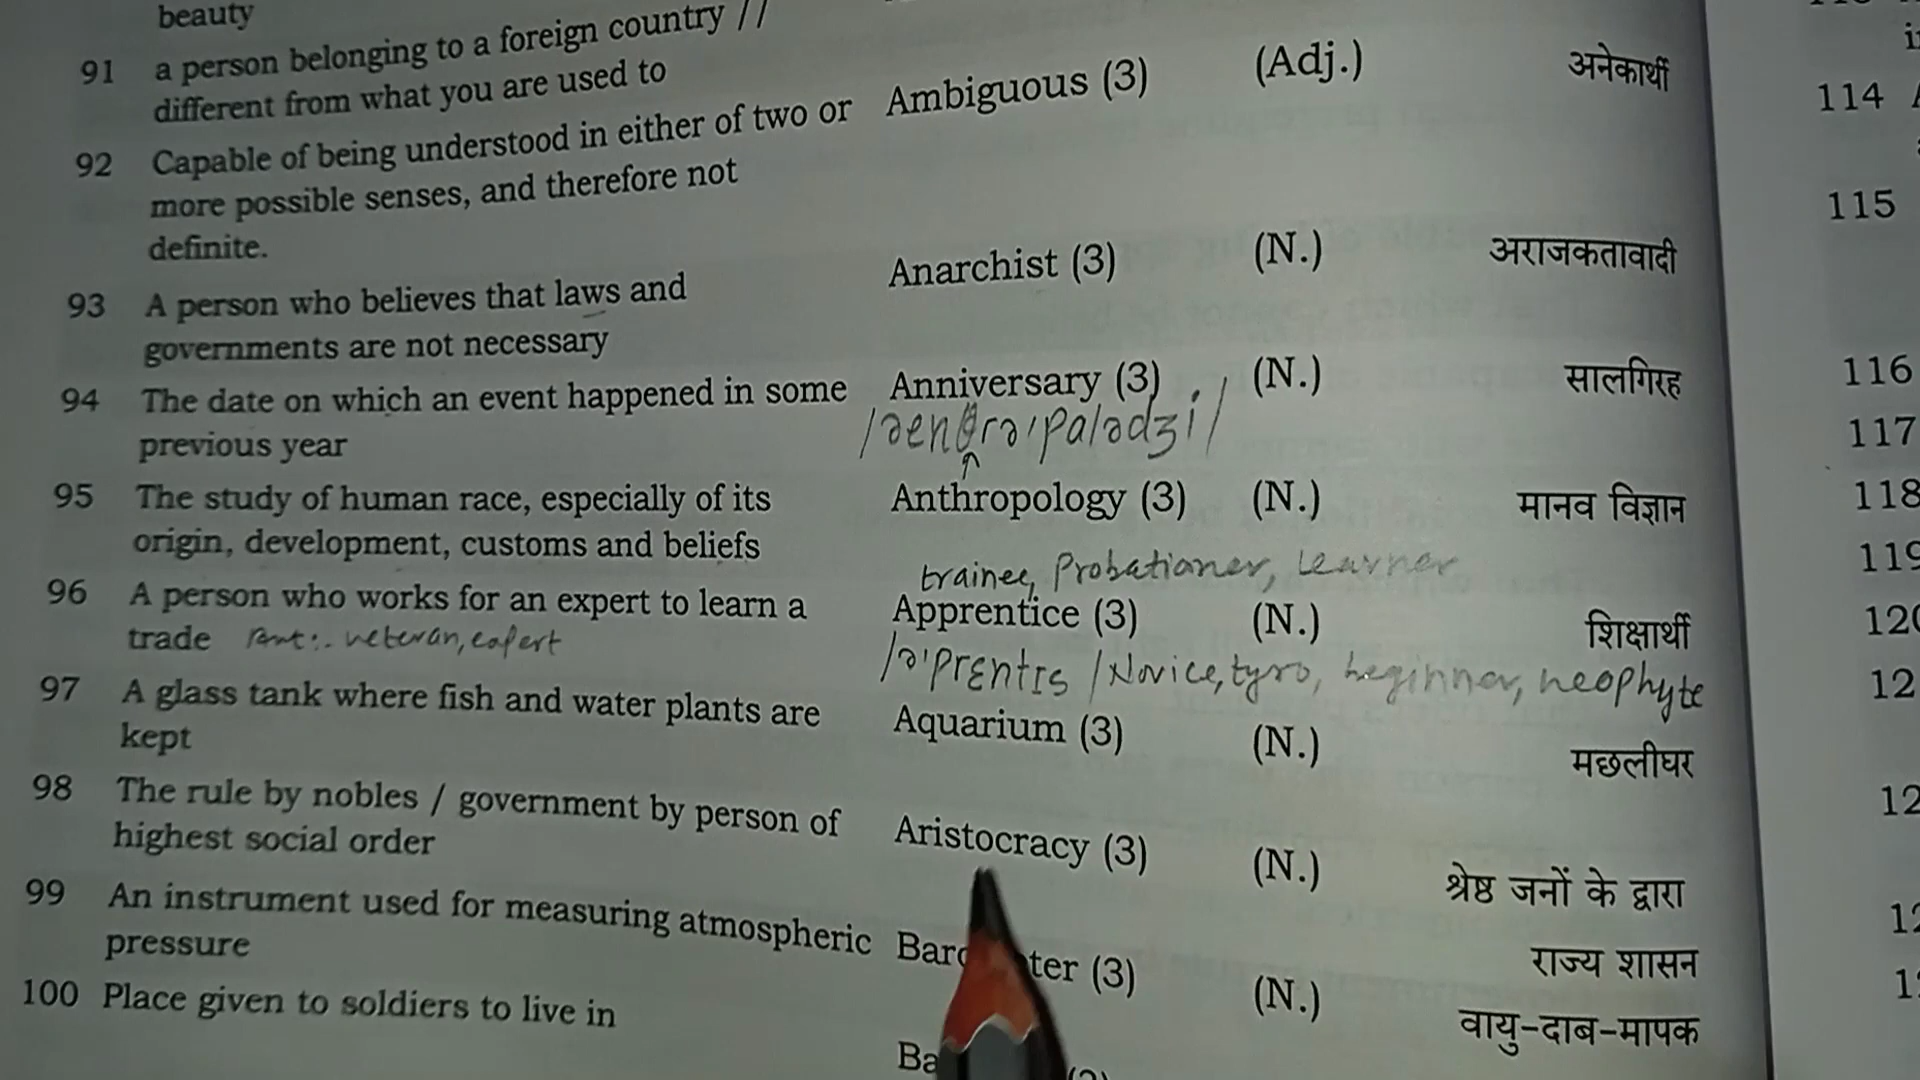 beauty
91 a person belonging to a foreign country //
different from what you are used to
92 Capable of being understood in either of two or Ambiguous (3) (Adj.) अनेकार्थी
more possible senses, and therefore not
definite.
93 A person who believes that laws and Anarchist (3) (N.) अराजकतावादी
governments are not necessary
94 The date on which an event happened in some Anniversary (3) (N.) सालगिरह
previous year
95 The study of human race, especially of its Anthropology (3) (N.) मानव विज्ञान
origin, development, customs and beliefs
trainee, Probationer, Learner
96 A person who works for an expert to learn a Apprentice (3) (N.) शिक्षार्थी
trade veteran, expert
Novice, tyro, beginner, neophyte
97 A glass tank where fish and water plants are Aquarium (3) (N.) मछलीघर
kept
98 The rule by nobles / government by person of Aristocracy (3) (N.) श्रेष्ठ जनों के द्वारा
highest social order राज्य शासन
99 An instrument used for measuring atmospheric (3) (N.) वायु-दाब-मापक
pressure
100 Place given to soldiers to live in
114
115
116
117
118